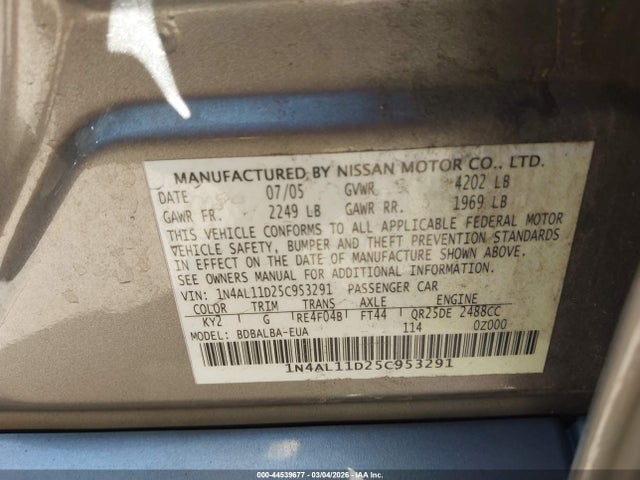 MANUFACTURED BY NISSAN MOTOR CO., LTD.
DATE 07/05 GVWR 4202 LB
GAWR FR. 2249 LB GAWR RR. 1969 LB
THIS VEHICLE CONFORMS TO ALL APPLICABLE FEDERAL MOTOR
VEHICLE SAFETY, BUMPER AND THEFT PREVENTION STANDARDS
IN EFFECT ON THE DATE OF MANUFACTURE SHOWN ABOVE.
SEE OWNERS MANUAL FOR ADDITIONAL INFORMATION.
VIN: 1N4AL11D25C953291 PASSENGER CAR
COLOR TRIM TRANS AXLE ENGINE
KY2 G RE4F04B FT44 QR25DE 2488CC
MODEL: BDBALBA-EUA 114 0Z000
1N4AL11D25C953291
000-44539677 - 03/04/2026 - IAA Inc.